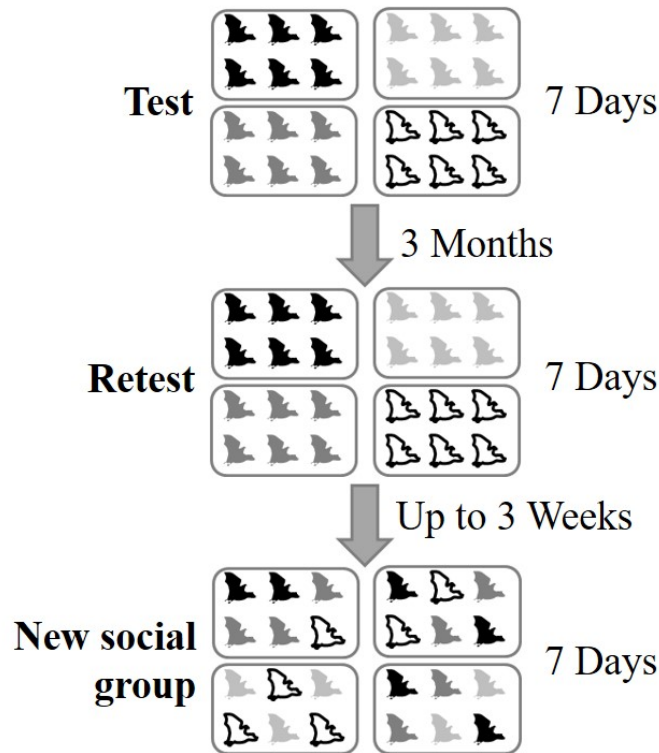 Test
7 Days
3 Months
Retest
7 Days
Up to 3 Weeks
New social
group
7 Days